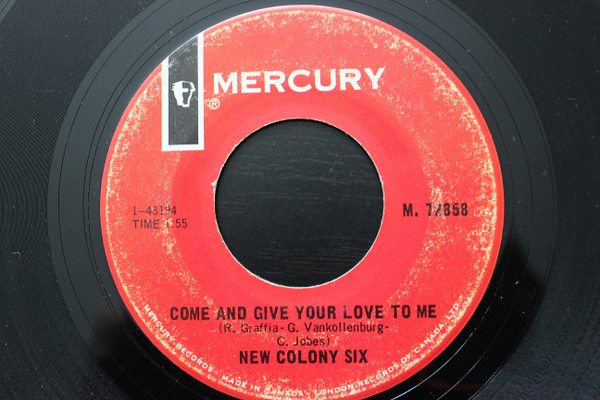 MERCURY
®
1-43194
TIME 1:55
M. 72858
COME AND GIVE YOUR LOVE TO ME
(R. Graffia - G. Vankollenburg-
C. Jobes)
NEW COLONY SIX
MERCURY RECORDS - MADE IN CANADA - LONDON RECORDS OF CANADA LTD.